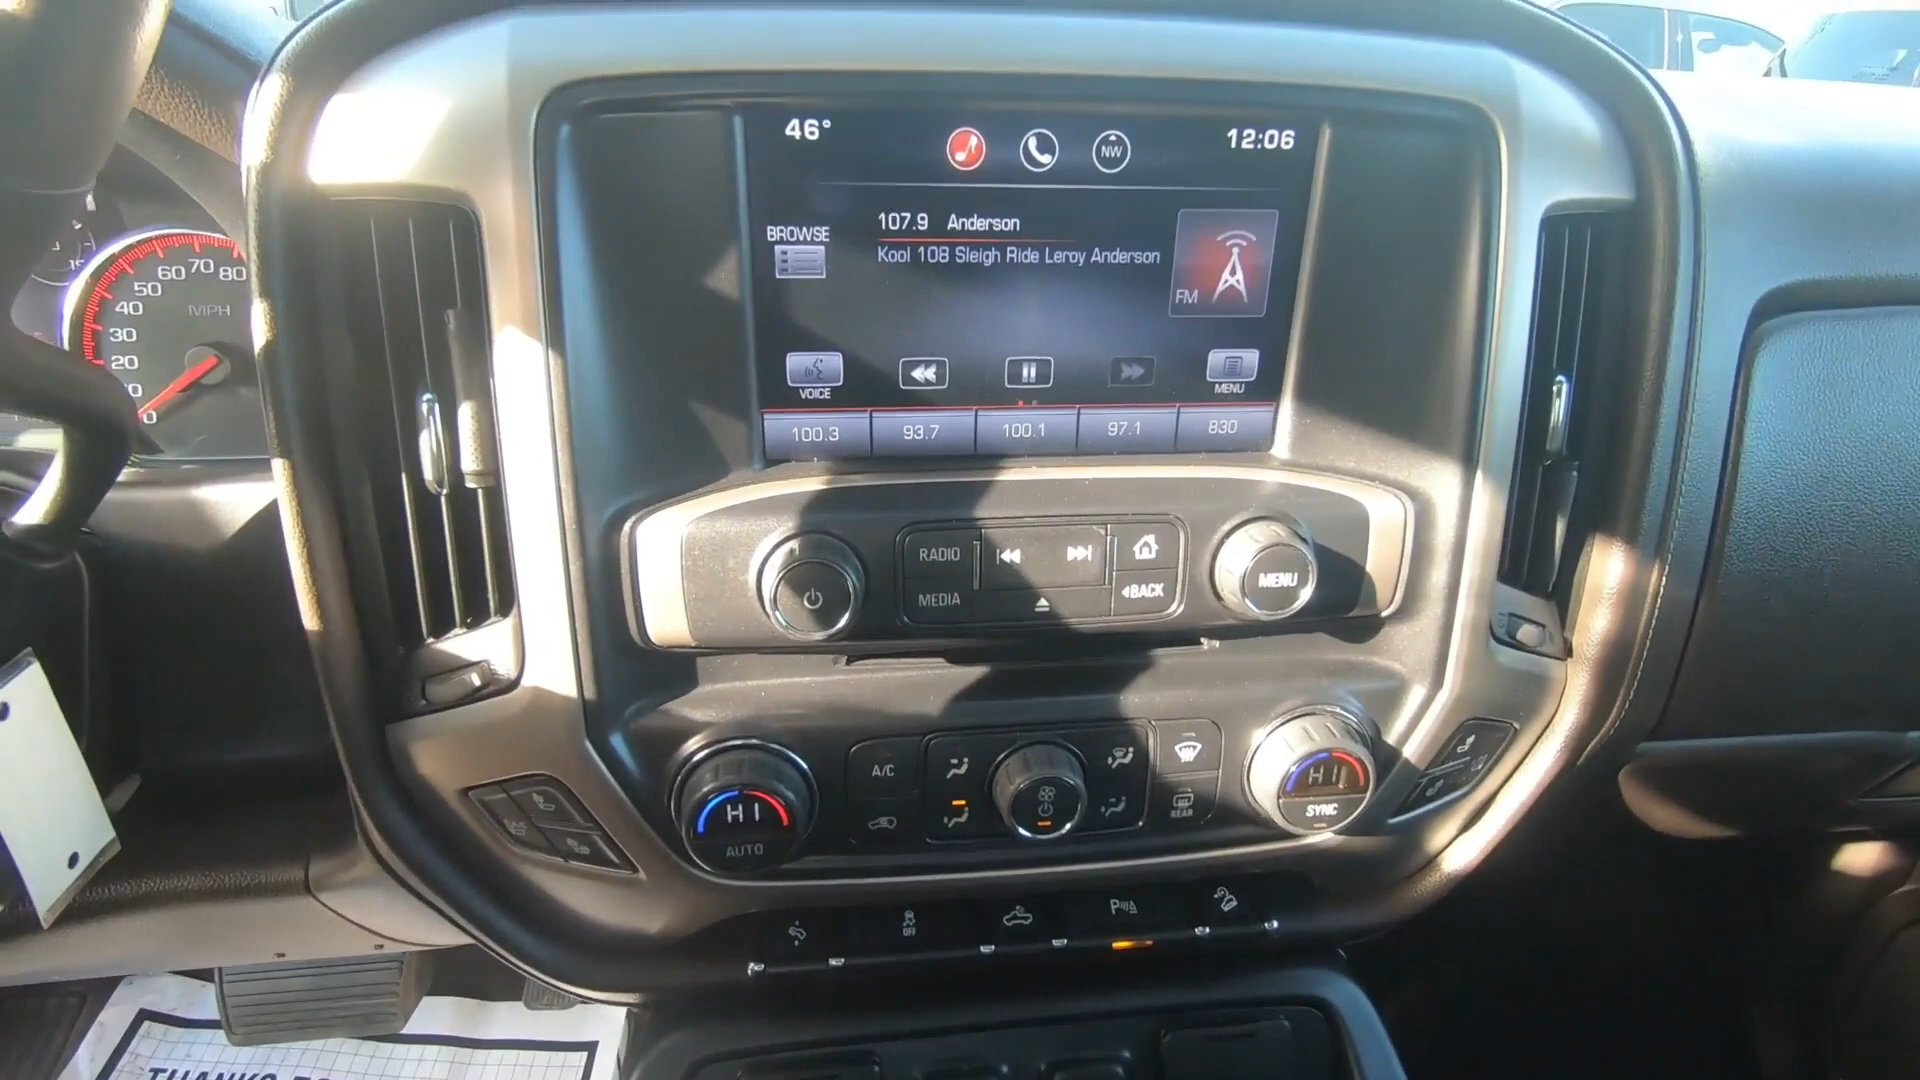 46°
NW
12:06
107.9 Anderson
BROWSE
Kool 108 Sleigh Ride Leroy Anderson
FM
VOICE
MENU
100.3 93.7 100.1 97.1 830
80
70
60
50
40
30
20
0
MPH
RADIO
MEDIA
BACK
MENU
A/C
REAR
HI
AUTO
HI
SYNC
OFF
P
THANKS